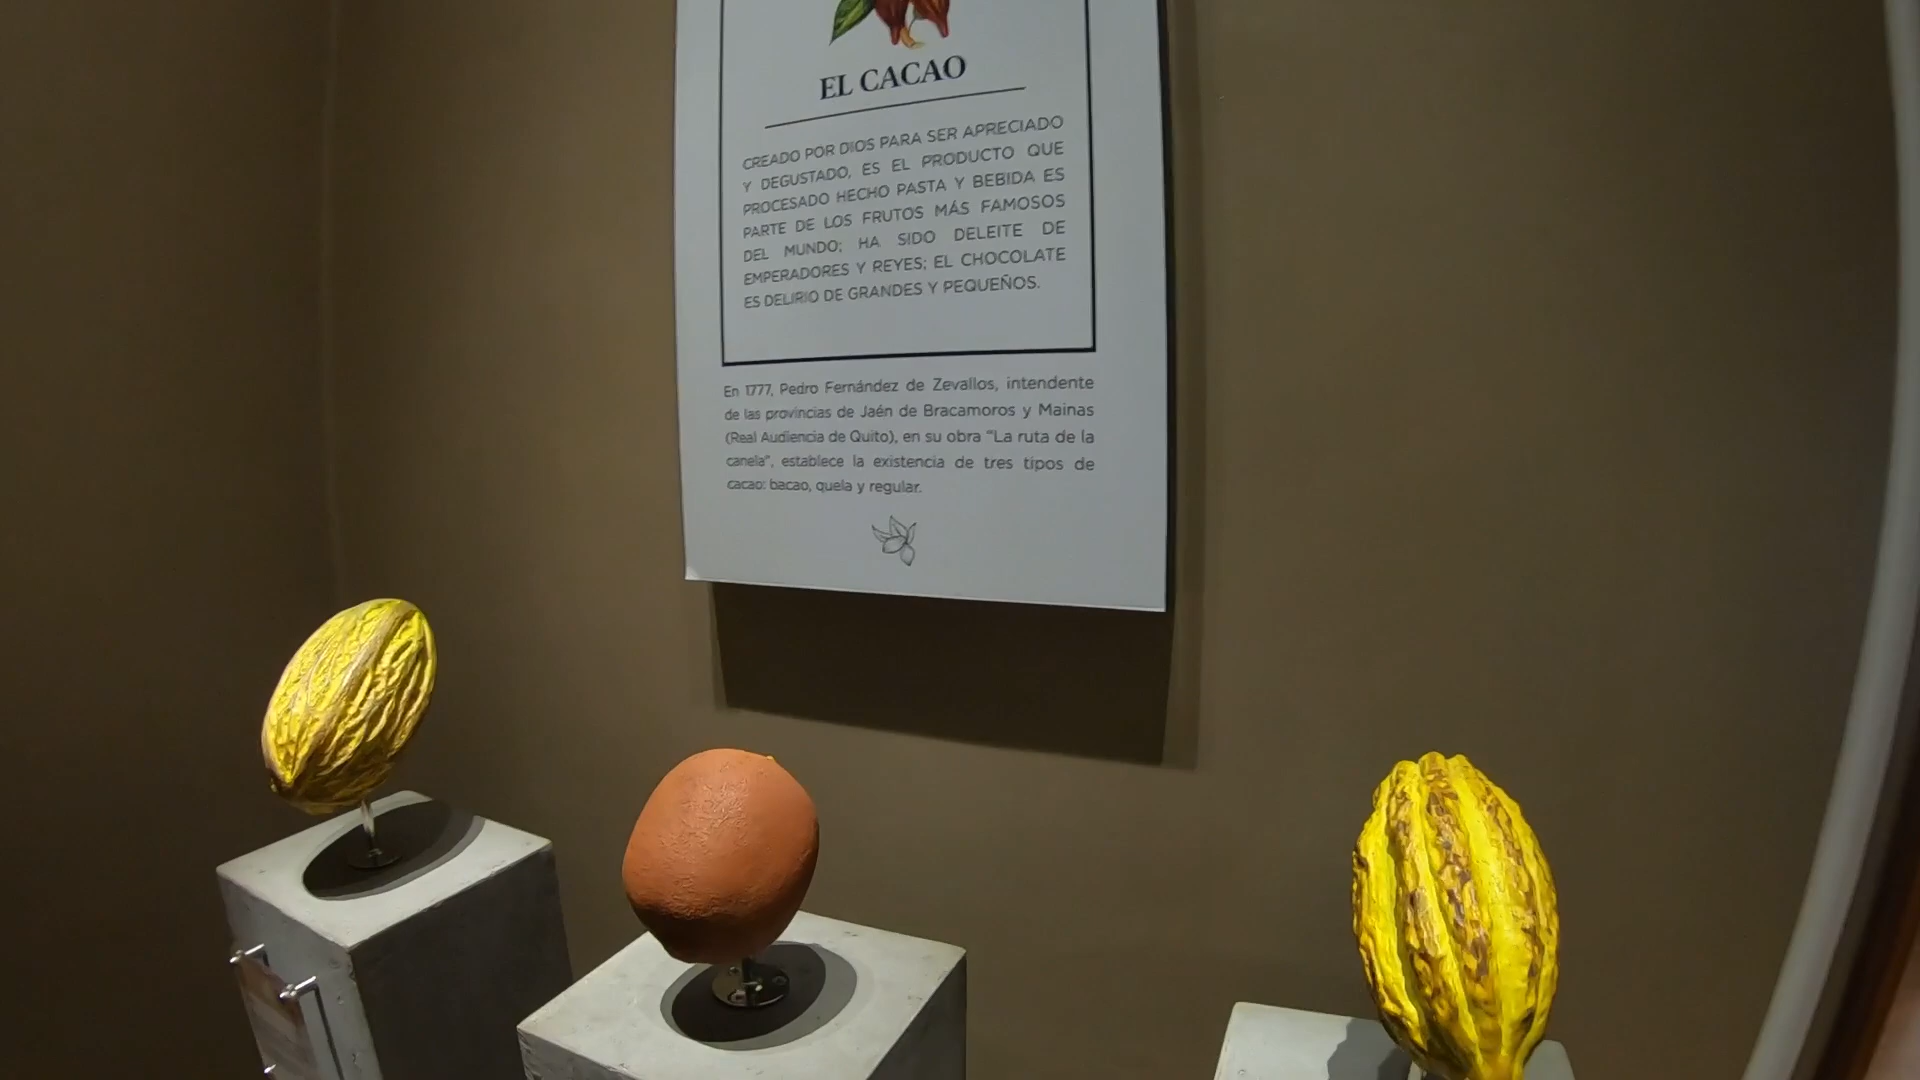 EL CACAO
CREADO POR DIOS PARA SER APRECIADO
Y DEGUSTADO, ES EL PRODUCTO QUE
PROCESADO HECHO PASTA Y BEBIDA ES
PARTE DE LOS FRUTOS MÁS FAMOSOS
DEL MUNDO; HA SIDO DELEITE DE
EMPERADORES Y REYES; EL CHOCOLATE
ES DELIRIO DE GRANDES Y PEQUEÑOS.
En 1777, Pedro Fernández de Zevallos, intendente
de las provincias de Jaén de Bracamoros y Mainas
(Real Audiencia de Quito), en su obra “La ruta de la
canela”, establece la existencia de tres tipos de
cacao: bacao, quela y regular.